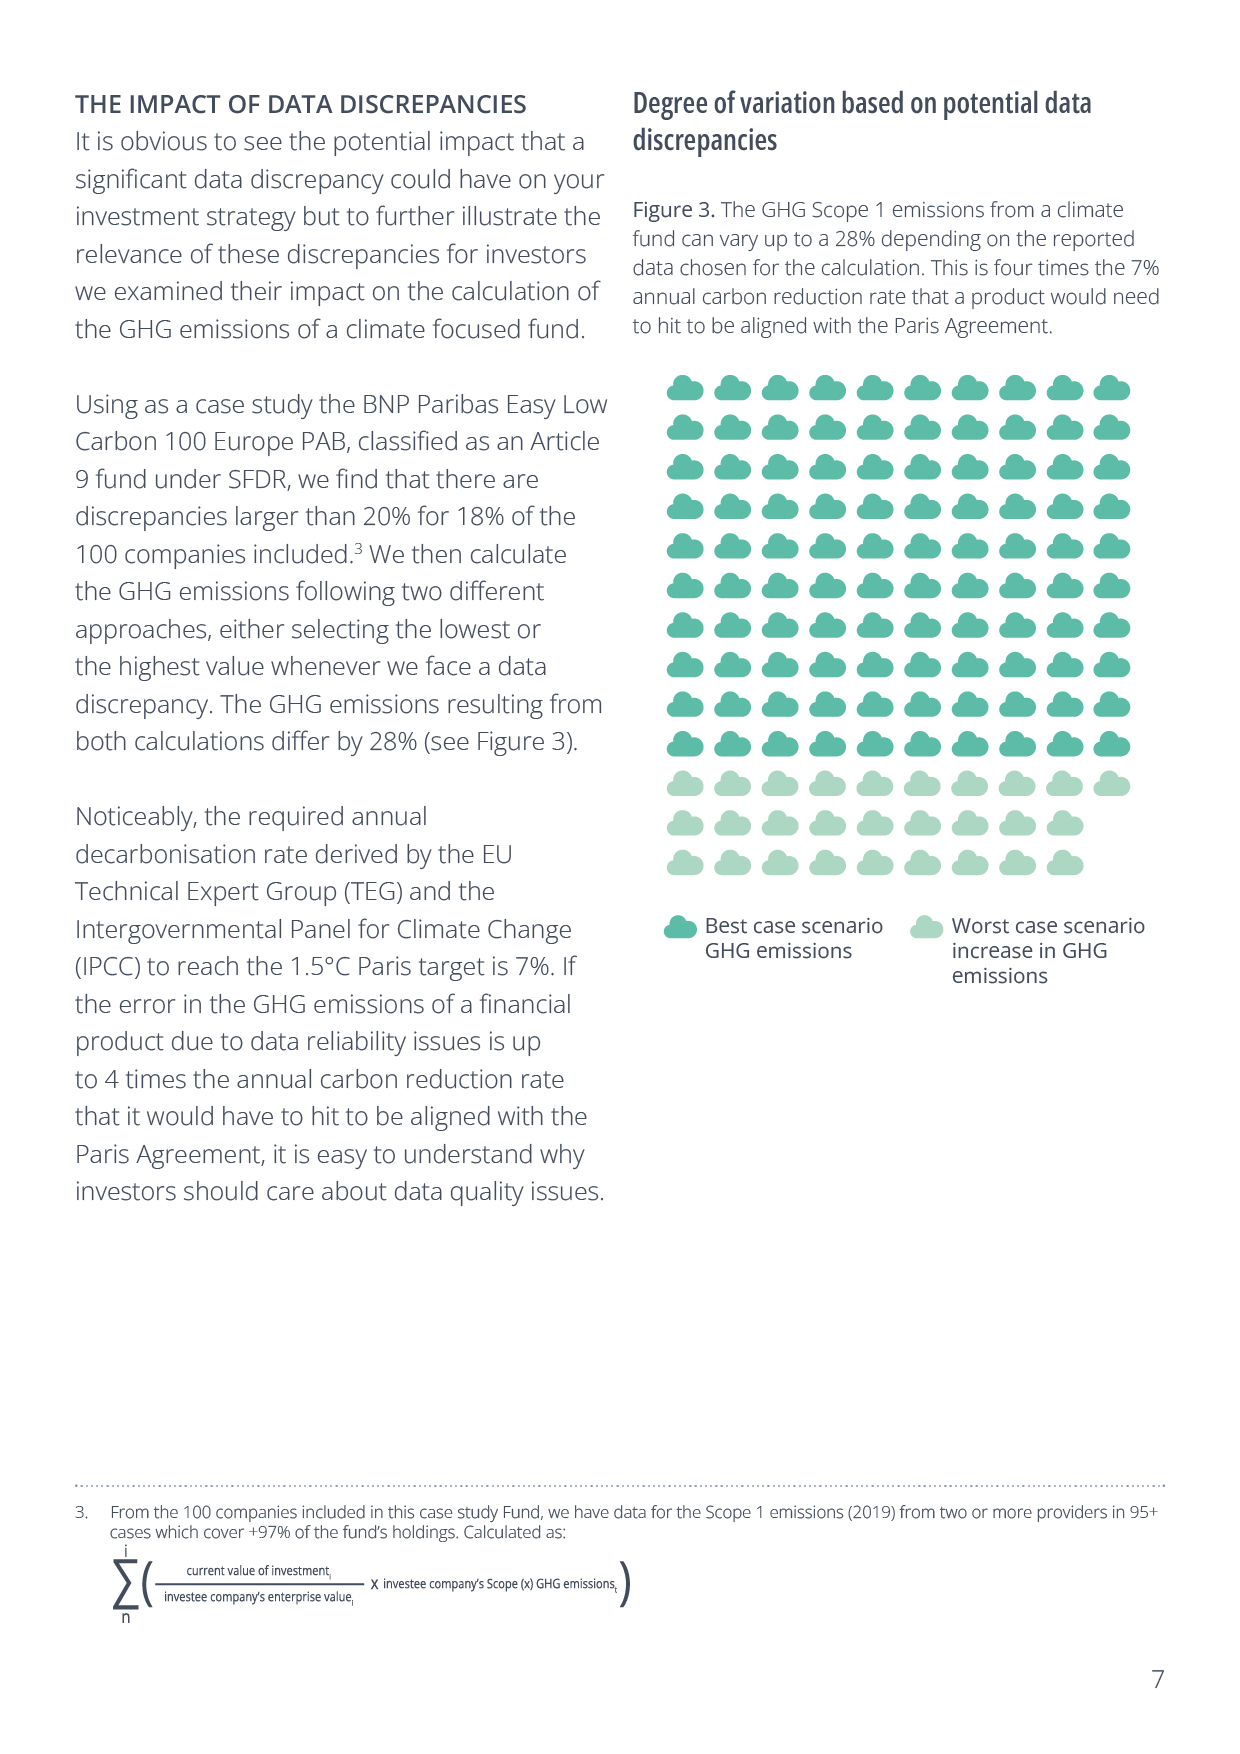 THE IMPACT OF DATA DISCREPANCIES
It is obvious to see the potential impact that a
significant data discrepancy could have on your
investment strategy but to further illustrate the
relevance of these discrepancies for investors
we examined their impact on the calculation of
the GHG emissions of a climate focused fund.
Using as a case study the BNP Paribas Easy Low
Carbon 100 Europe PAB, classified as an Article
9 fund under SFDR, we find that there are
discrepancies larger than 20% for 18% of the
100 companies included.3 We then calculate
the GHG emissions following two different
approaches, either selecting the lowest or
the highest value whenever we face a data
discrepancy. The GHG emissions resulting from
both calculations differ by 28% (see Figure 3).
Noticeably, the required annual
decarbonisation rate derived by the EU
Technical Expert Group (TEG) and the
Intergovernmental Panel for Climate Change
(IPCC) to reach the 1.5°C Paris target is 7%. If
the error in the GHG emissions of a financial
product due to data reliability issues is up
to 4 times the annual carbon reduction rate
that it would have to hit to be aligned with the
Paris Agreement, it is easy to understand why
investors should care about data quality issues.
Degree of variation based on potential data
discrepancies
Figure 3. The GHG Scope 1 emissions from a climate
fund can vary up to a 28% depending on the reported
data chosen for the calculation. This is four times the 7%
annual carbon reduction rate that a product would need
to hit to be aligned with the Paris Agreement.
Best case scenario
GHG emissions
Worst case scenario
increase in GHG
emissions
3. From the 100 companies included in this case study Fund, we have data for the Scope 1 emissions (2019) from two or more providers in 95+
cases which cover +97% of the fund's holdings. Calculated as:
i
∑
n
(
current value of investmenti
investee company's enterprise valuei
x investee company's Scope (x) GHG emissionst)
7